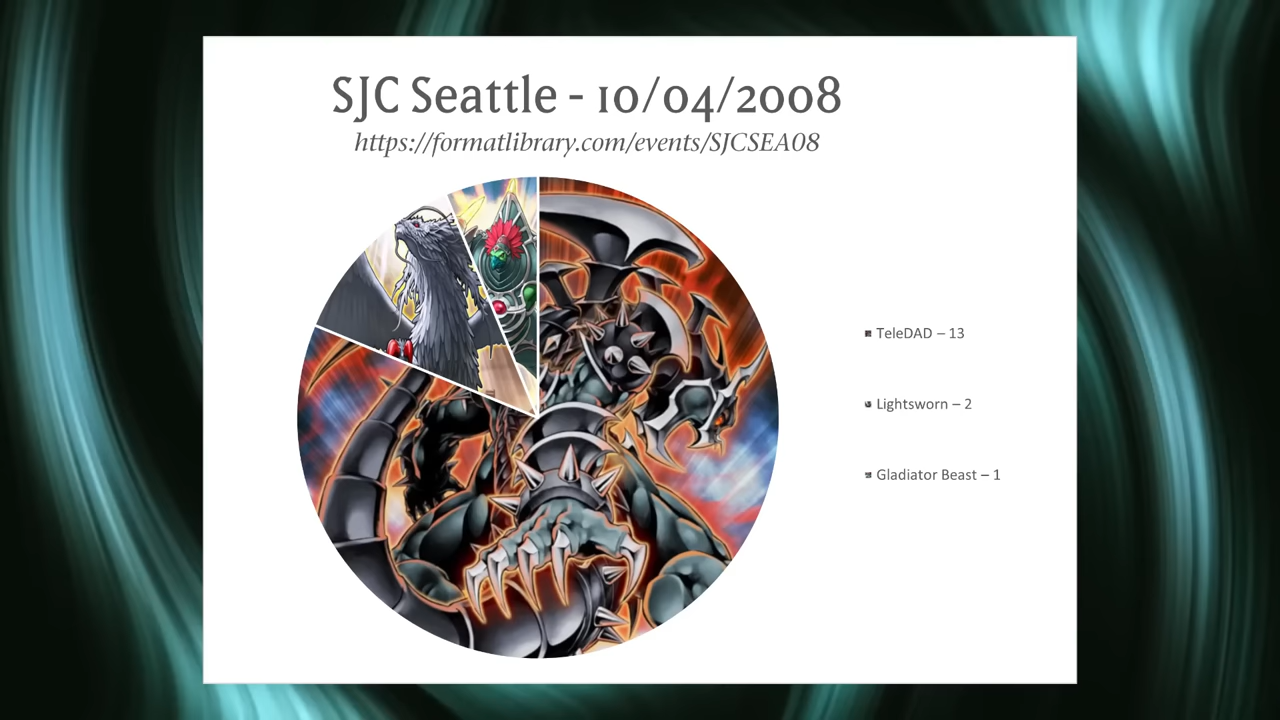 SJC Seattle - 10/04/2008
https://formatlibrary.com/events/SJCSEA08
TeleDAD – 13
Lightsworn – 2
Gladiator Beast – 1